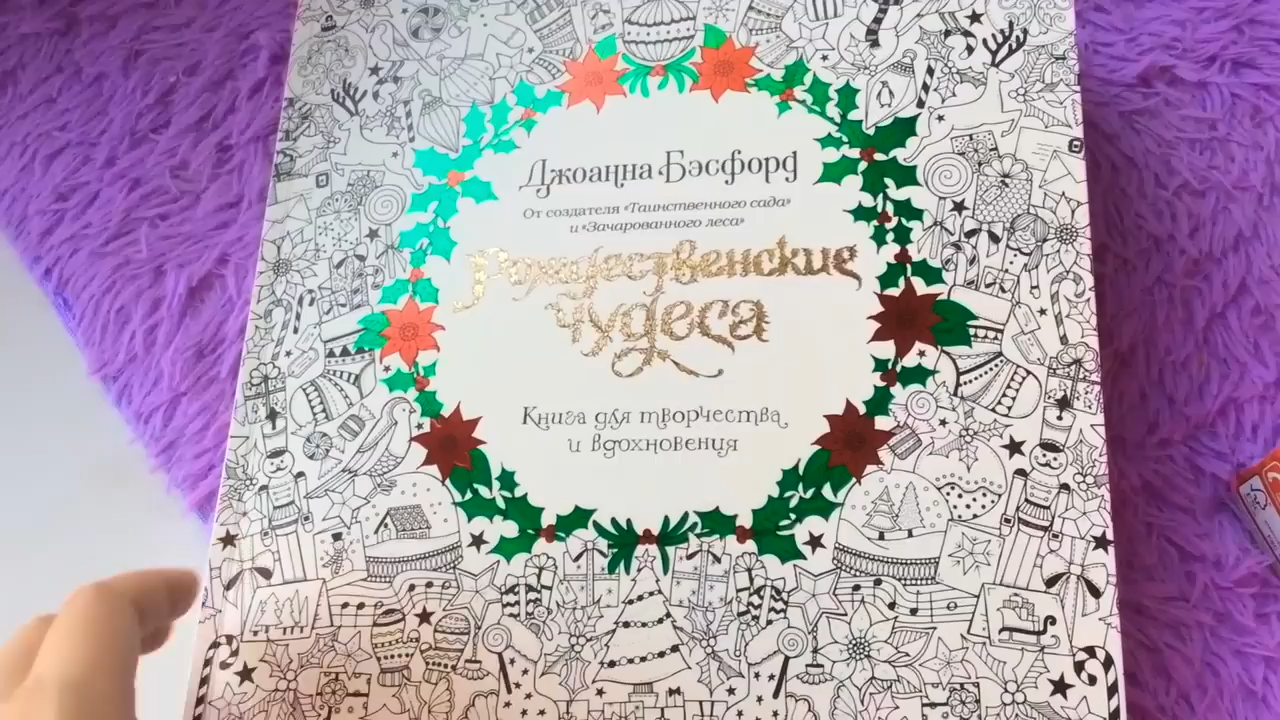 Джоанна Бэсфорд
От создателя «Таинственного сада»
и «Зачарованного леса»
Рождественские
чудеса
Книга для творчества
и вдохновения